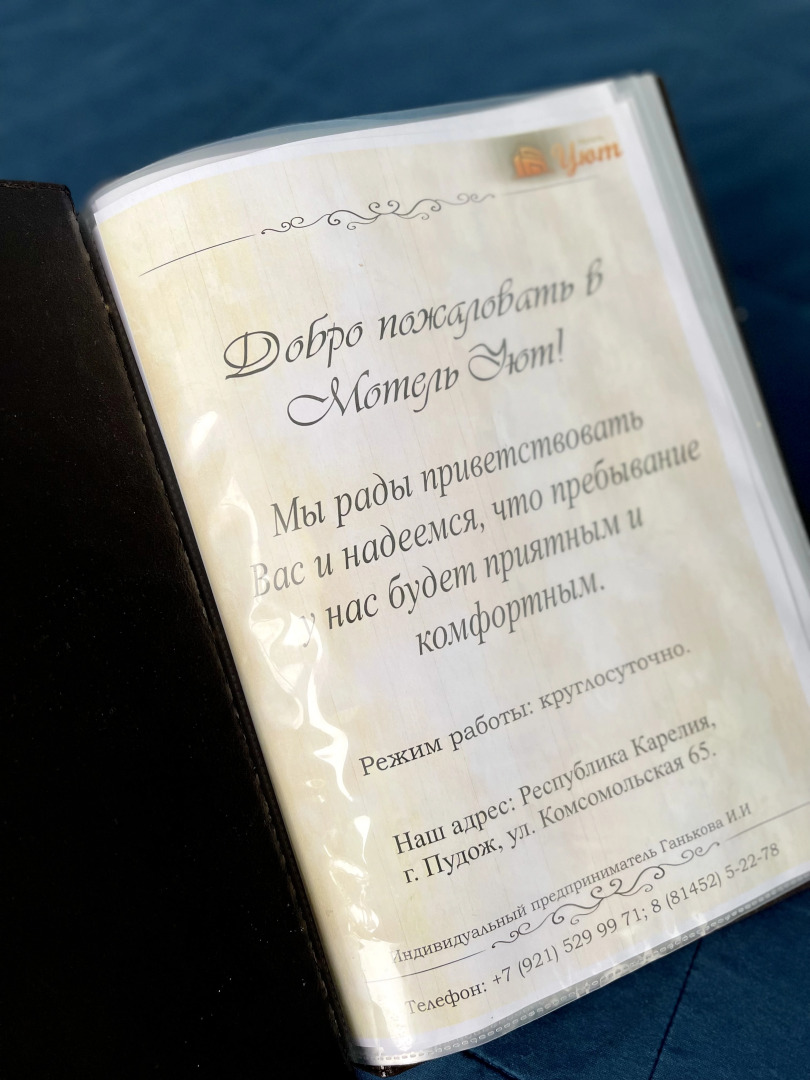 Уют
Добро пожаловать в
Мотель Уют!
Мы рады приветствовать
Вас и надеемся, что пребывание
у нас будет приятным и
комфортным.
Режим работы: круглосуточно.
Наш адрес: Республика Карелия,
г. Пудож, ул. Комсомольская 65.
Индивидуальный предприниматель Ганькова И.И
Телефон: +7 (921) 529 99 71; 8 (81452) 5-22-78